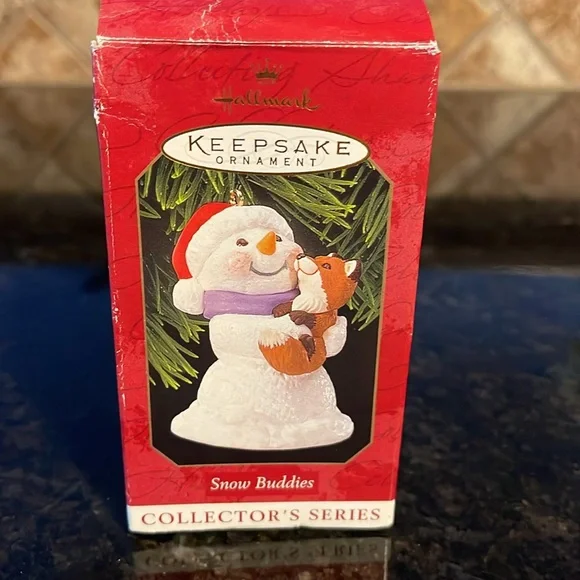 Hallmark
KEEPSAKE
ORNAMENT
Snow Buddies
COLLECTOR'S SERIES